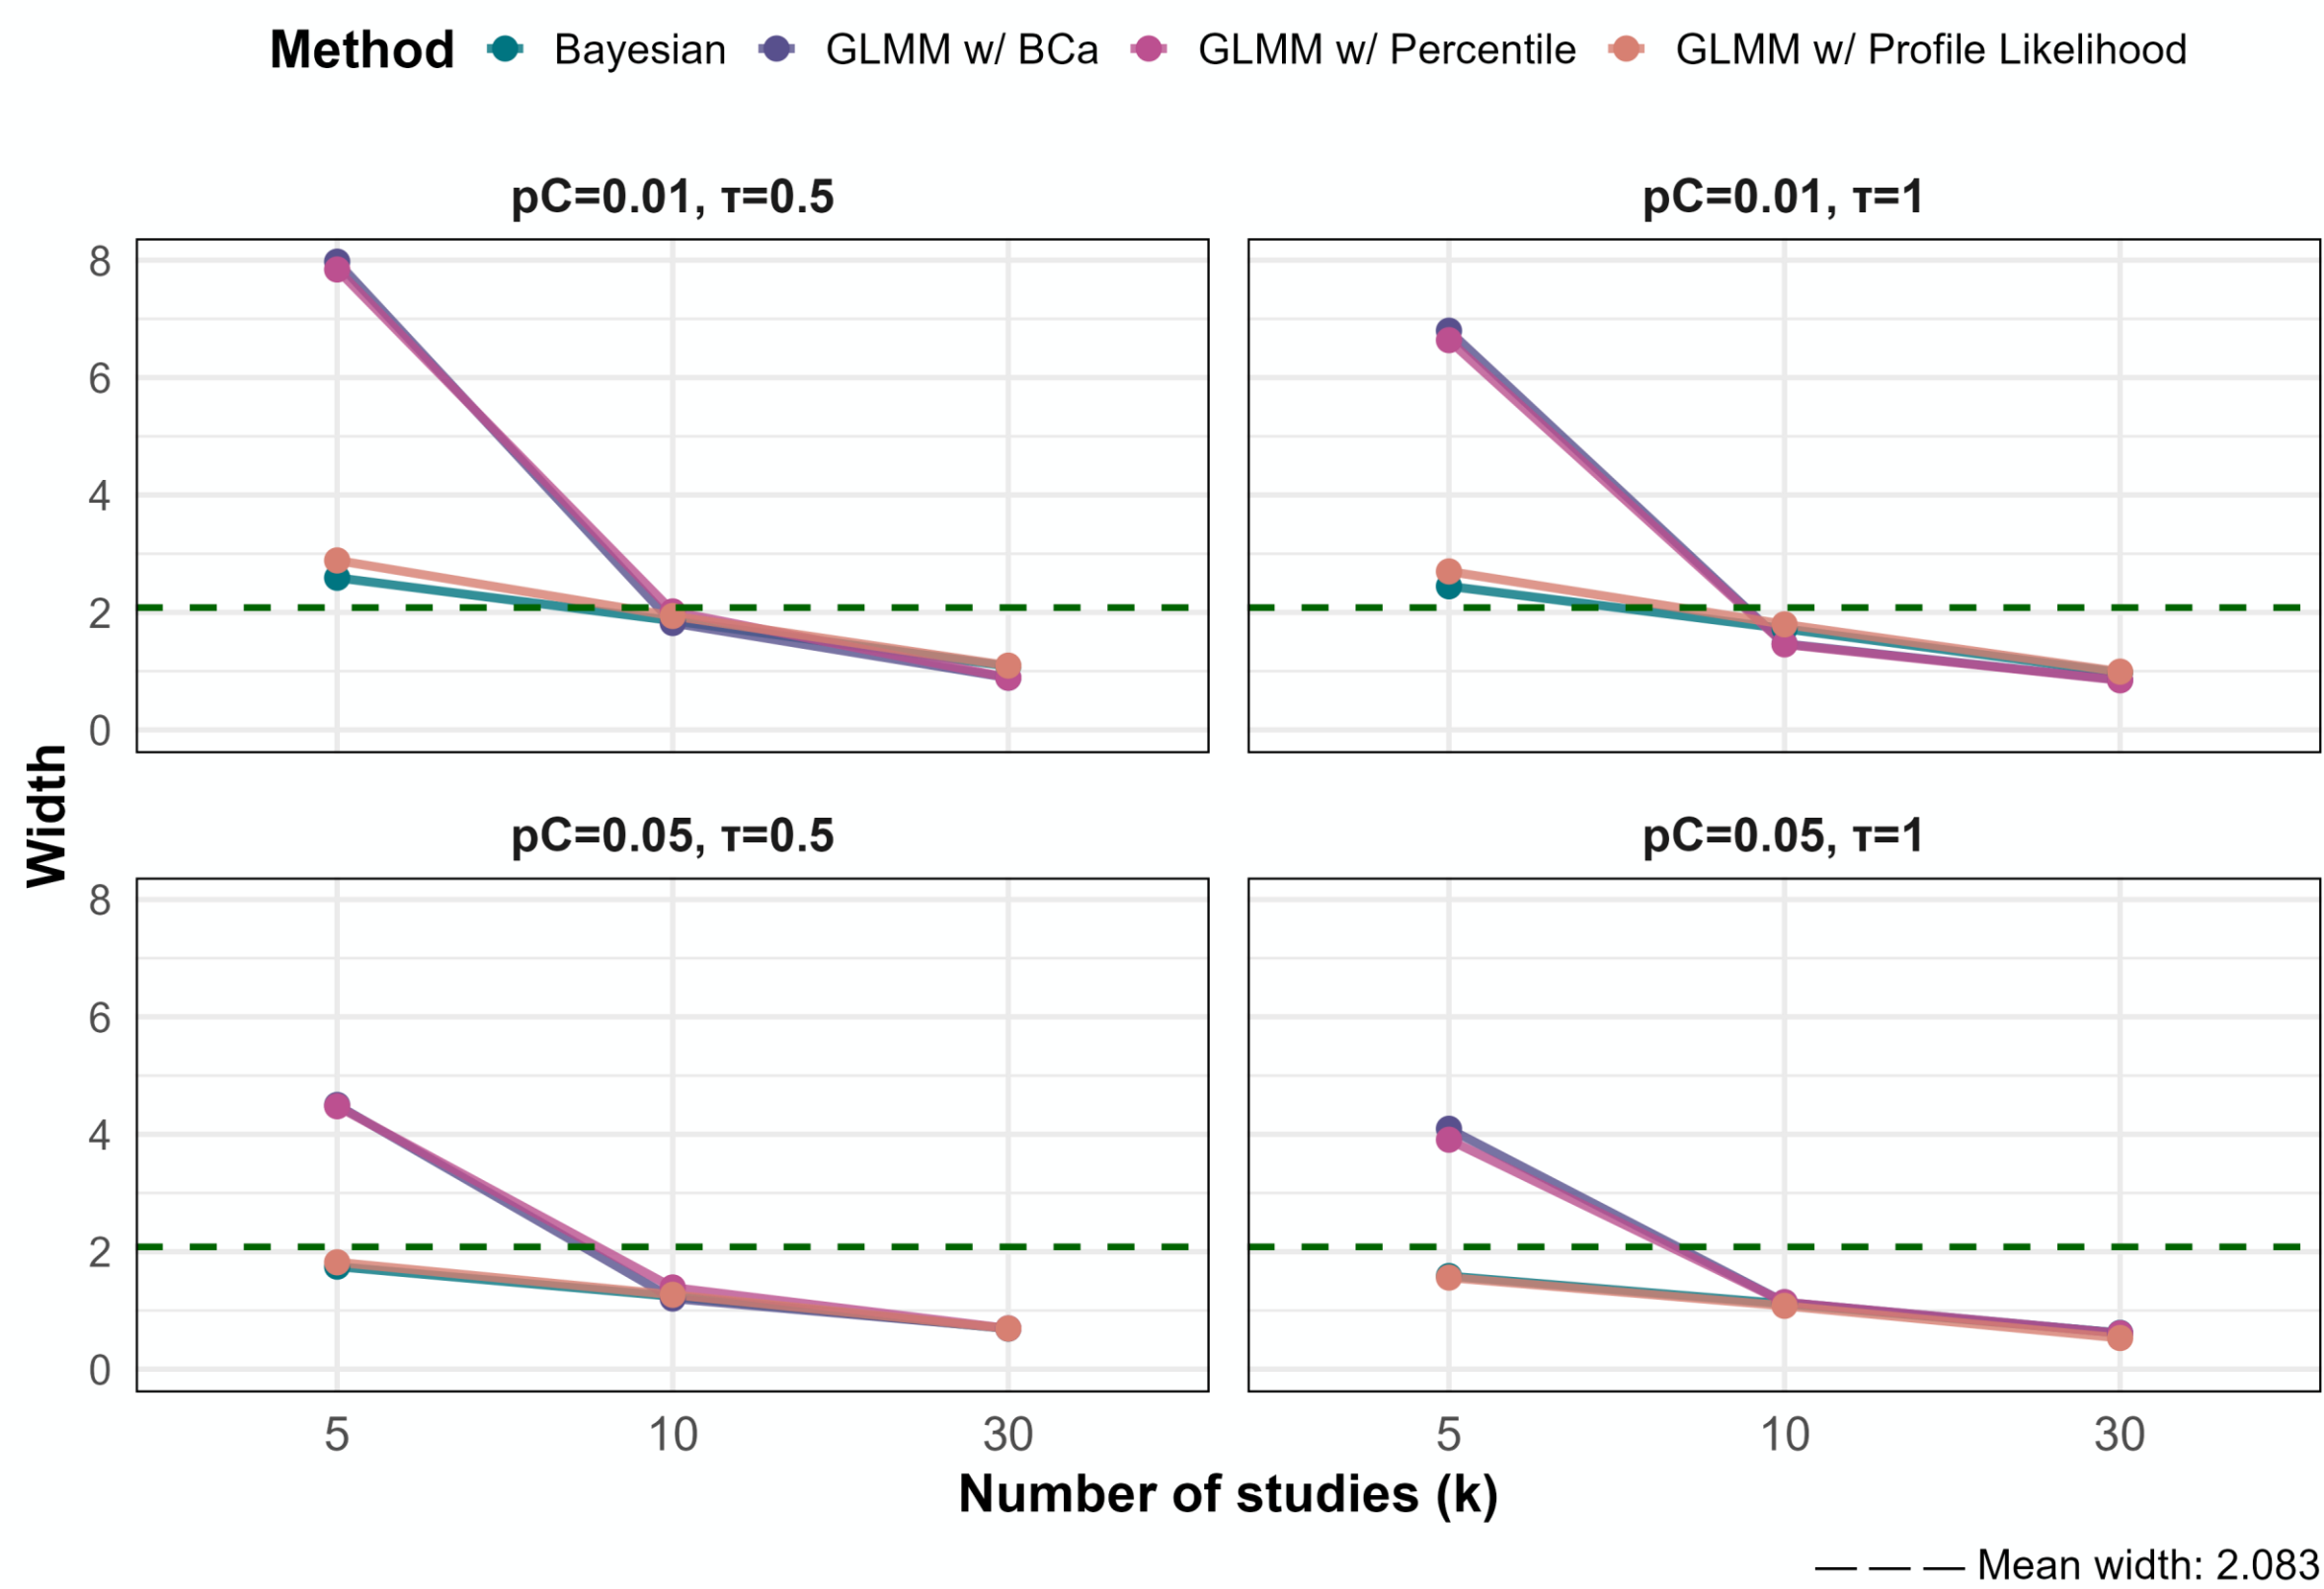 Method Bayesian GLMM w/ BCa GLMM w/ Percentile GLMM w/ Profile Likelihood
pC=0.01, τ=0.5 pC=0.01, τ=1
8
6
4
2
0
Width
pC=0.05, τ=0.5 pC=0.05, τ=1
8
6
4
2
0
5 10 30 5 10 30
Number of studies (k)
Mean width: 2.083